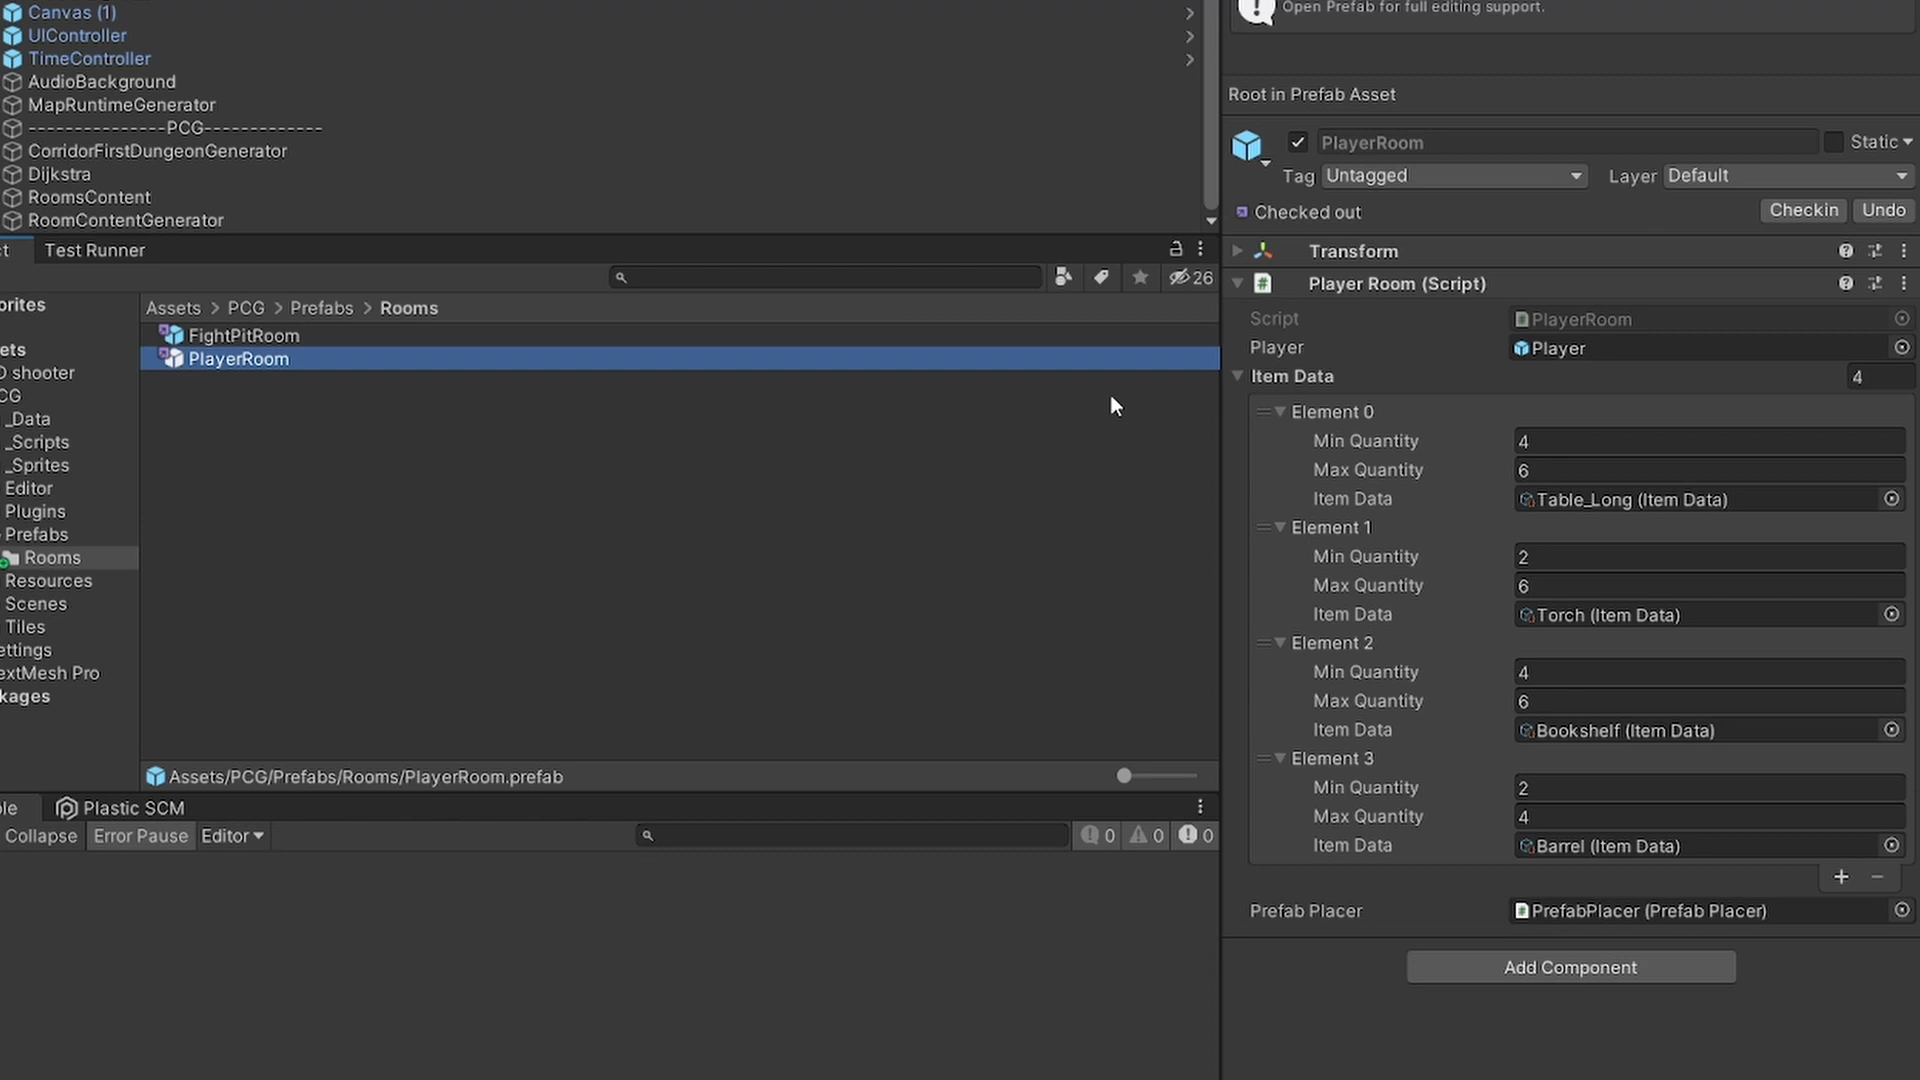 Canvas (1)
UIController
TimeController
AudioBackground
MapRuntimeGenerator
---------------PCG-------------
CorridorFirstDungeonGenerator
Dijkstra
RoomsContent
RoomContentGenerator
ct
Test Runner
26
orites
ets
D shooter
CG
_Data
_Scripts
_Sprites
Editor
Plugins
Prefabs
Rooms
Resources
Scenes
Tiles
ettings
extMesh Pro
kages
Assets > PCG > Prefabs > Rooms
FightPitRoom
PlayerRoom
Assets/PCG/Prefabs/Rooms/PlayerRoom.prefab
le
Plastic SCM
Collapse
Error Pause
Editor
0
0
0
Open Prefab for full editing support.
Root in Prefab Asset
PlayerRoom
Static
Tag Untagged
Layer Default
Checked out
Checkin
Undo
Transform
# Player Room (Script)
Script PlayerRoom
Player Player
Item Data 4
Element 0
Min Quantity 4
Max Quantity 6
Item Data Table_Long (Item Data)
Element 1
Min Quantity 2
Max Quantity 6
Item Data Torch (Item Data)
Element 2
Min Quantity 4
Max Quantity 6
Item Data Bookshelf (Item Data)
Element 3
Min Quantity 2
Max Quantity 4
Item Data Barrel (Item Data)
+ −
Prefab Placer PrefabPlacer (Prefab Placer)
Add Component